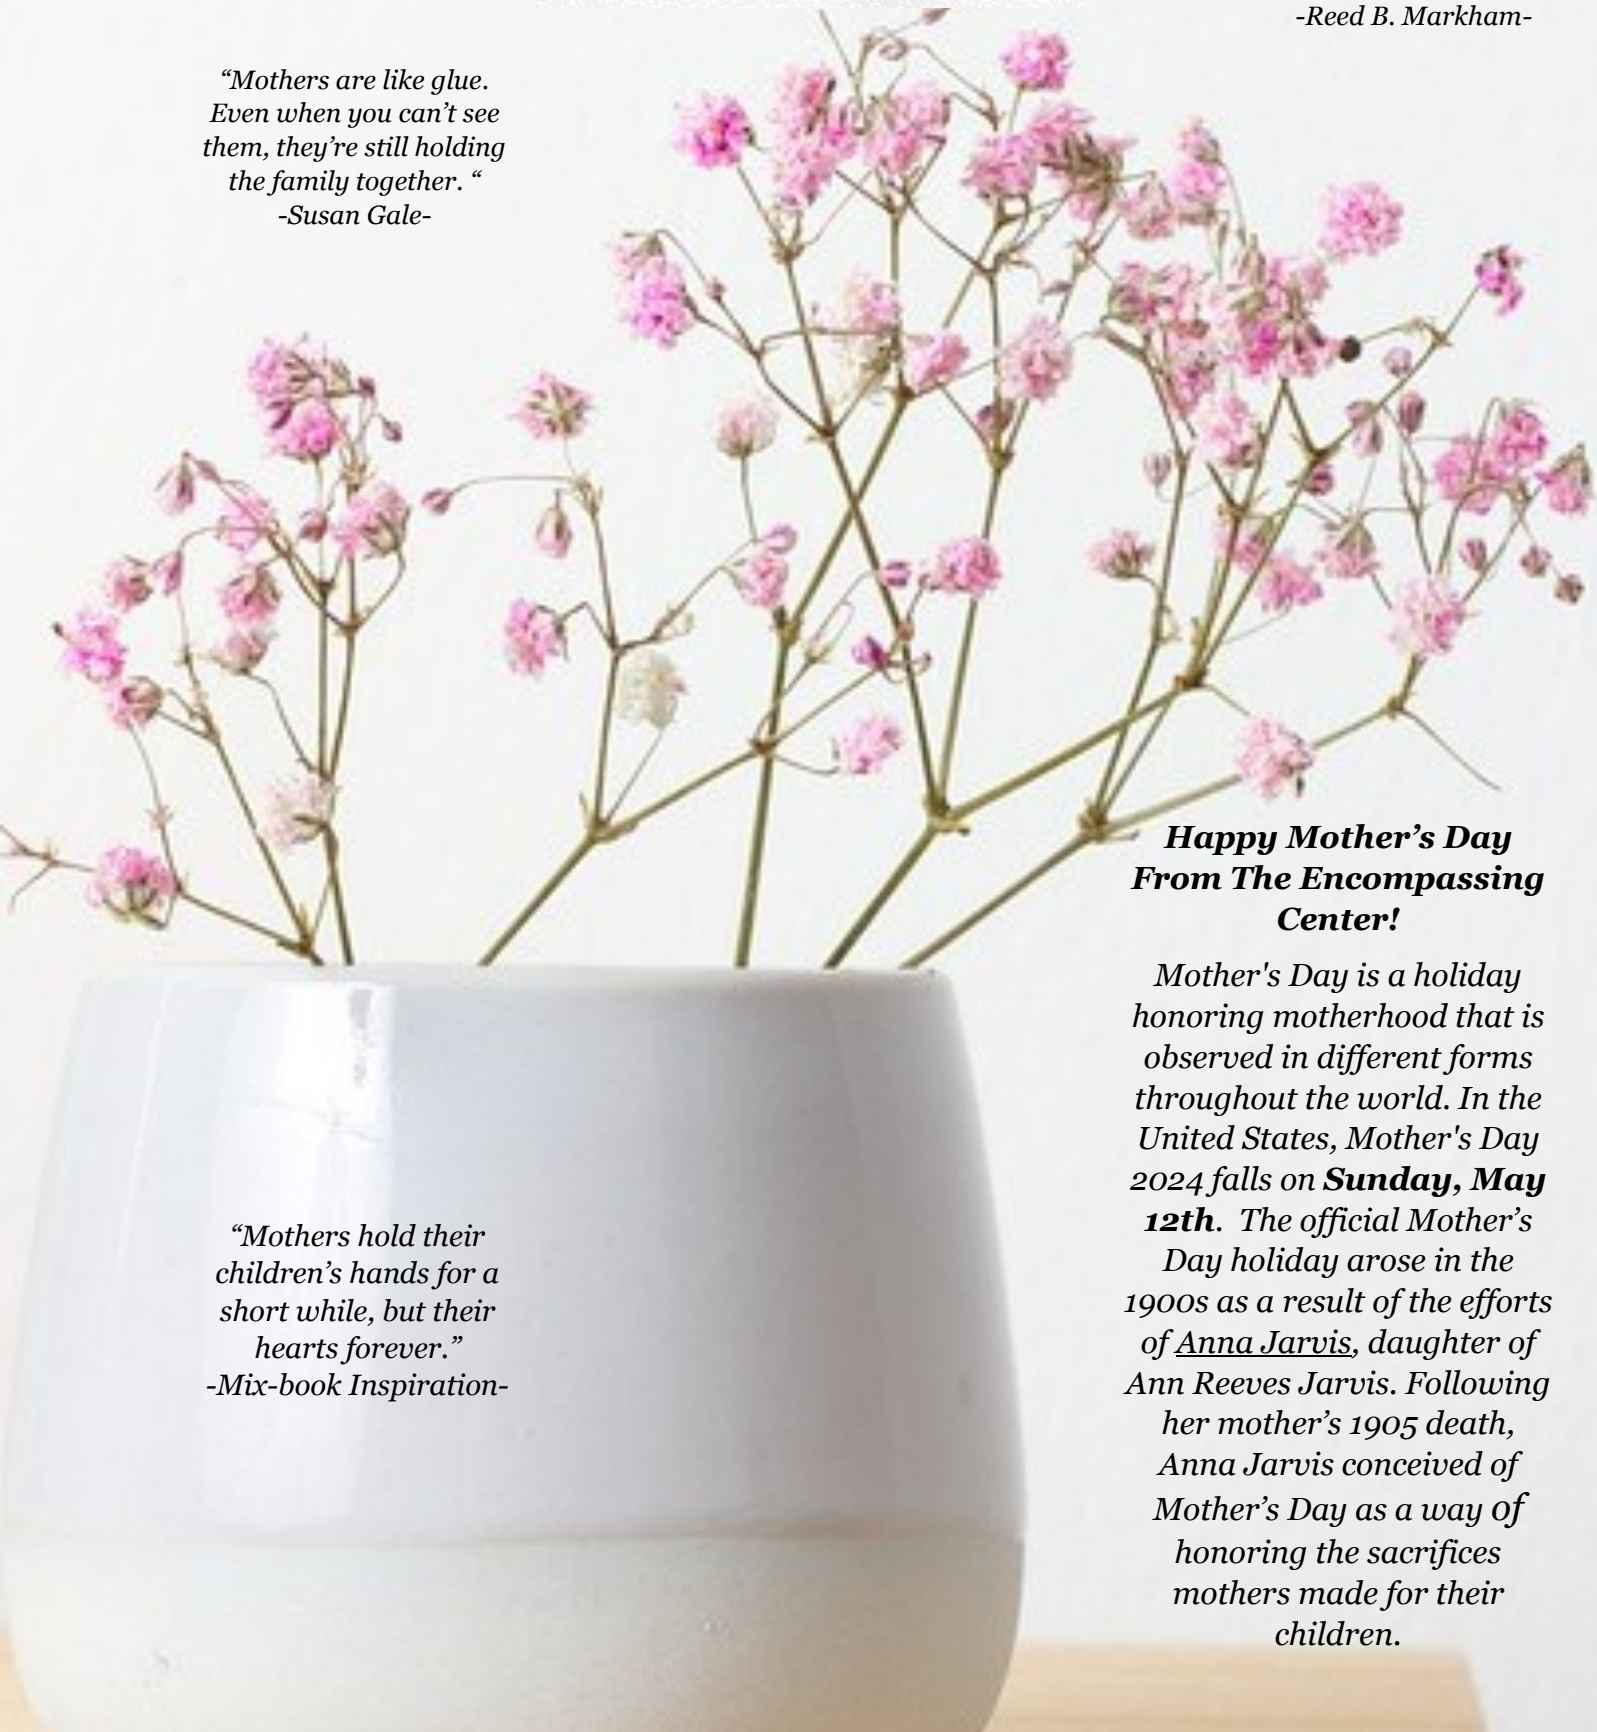 -Reed B. Markham-
“Mothers are like glue.
Even when you can’t see
them, they’re still holding
the family together. “
-Susan Gale-
Happy Mother’s Day
From The Encompassing
Center!
Mother's Day is a holiday
honoring motherhood that is
observed in different forms
throughout the world. In the
United States, Mother's Day
2024 falls on Sunday, May
12th.  The official Mother’s
Day holiday arose in the
1900s as a result of the efforts
of Anna Jarvis, daughter of
Ann Reeves Jarvis. Following
her mother’s 1905 death,
Anna Jarvis conceived of
Mother’s Day as a way of
honoring the sacrifices
mothers made for their
children.
“Mothers hold their
children’s hands for a
short while, but their
hearts forever.”
-Mix-book Inspiration-